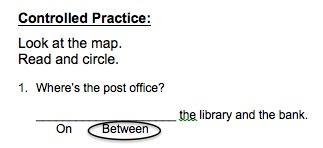 Controlled Practice:
Look at the map.
Read and circle.
1. Where's the post office?
____________________ the library and the bank.
On Between